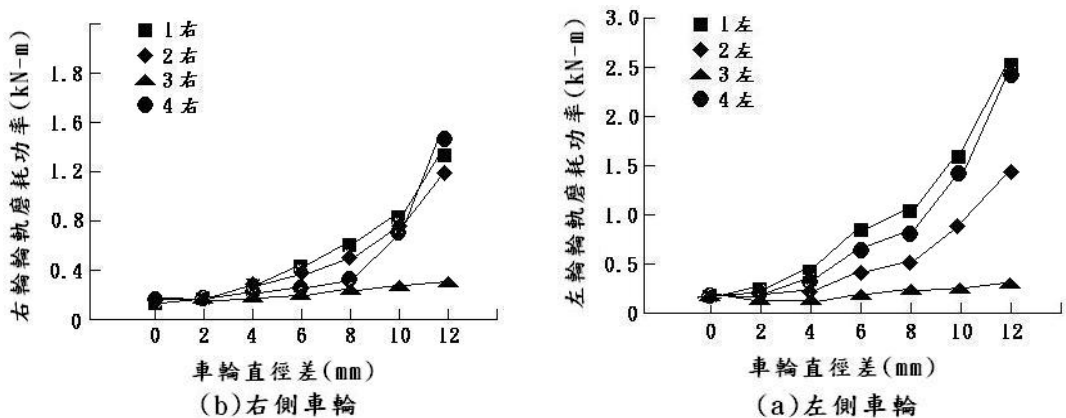 右輪輪軌磨耗功率(kN-m)
1右
2右
3右
4右
1.8
1.6
1.2
0.8
0.4
0
0 2 4 6 8 10 12
車輪直徑差(mm)
(b)右側車輪
左輪輪軌磨耗功率(kN-m)
1左
2左
3左
4左
3.0
2.5
2.0
1.5
1.0
0.5
0
0 2 4 6 8 10 12
車輪直徑差(mm)
(a)左側車輪